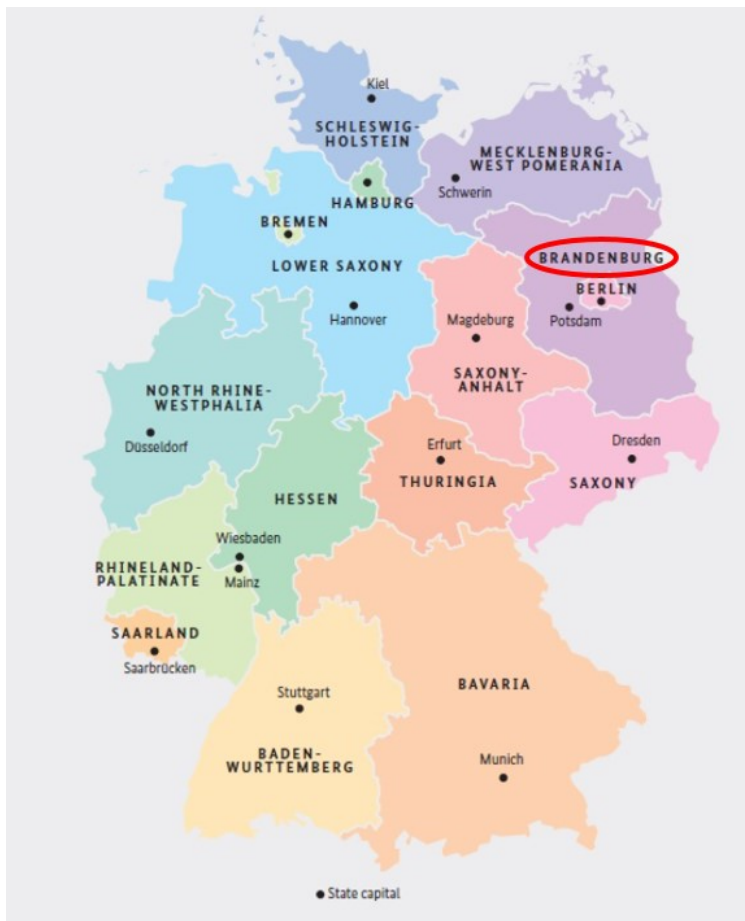 Kiel
SCHLESWIG-
HOLSTEIN
MECKLENBURG-
WEST POMERANIA
Schwerin
HAMBURG
BREMEN
LOWER SAXONY
Hannover
BRANDENBURG
BERLIN
Potsdam
Magdeburg
SAXONY-
ANHALT
NORTH RHINE-
WESTPHALIA
Düsseldorf
Erfurt
THURINGIA
Dresden
SAXONY
HESSEN
Wiesbaden
Mainz
RHINELAND-
PALATINATE
SAARLAND
Saarbrücken
BAVARIA
Stuttgart
BADEN-
WURTTEMBERG
Munich
State capital